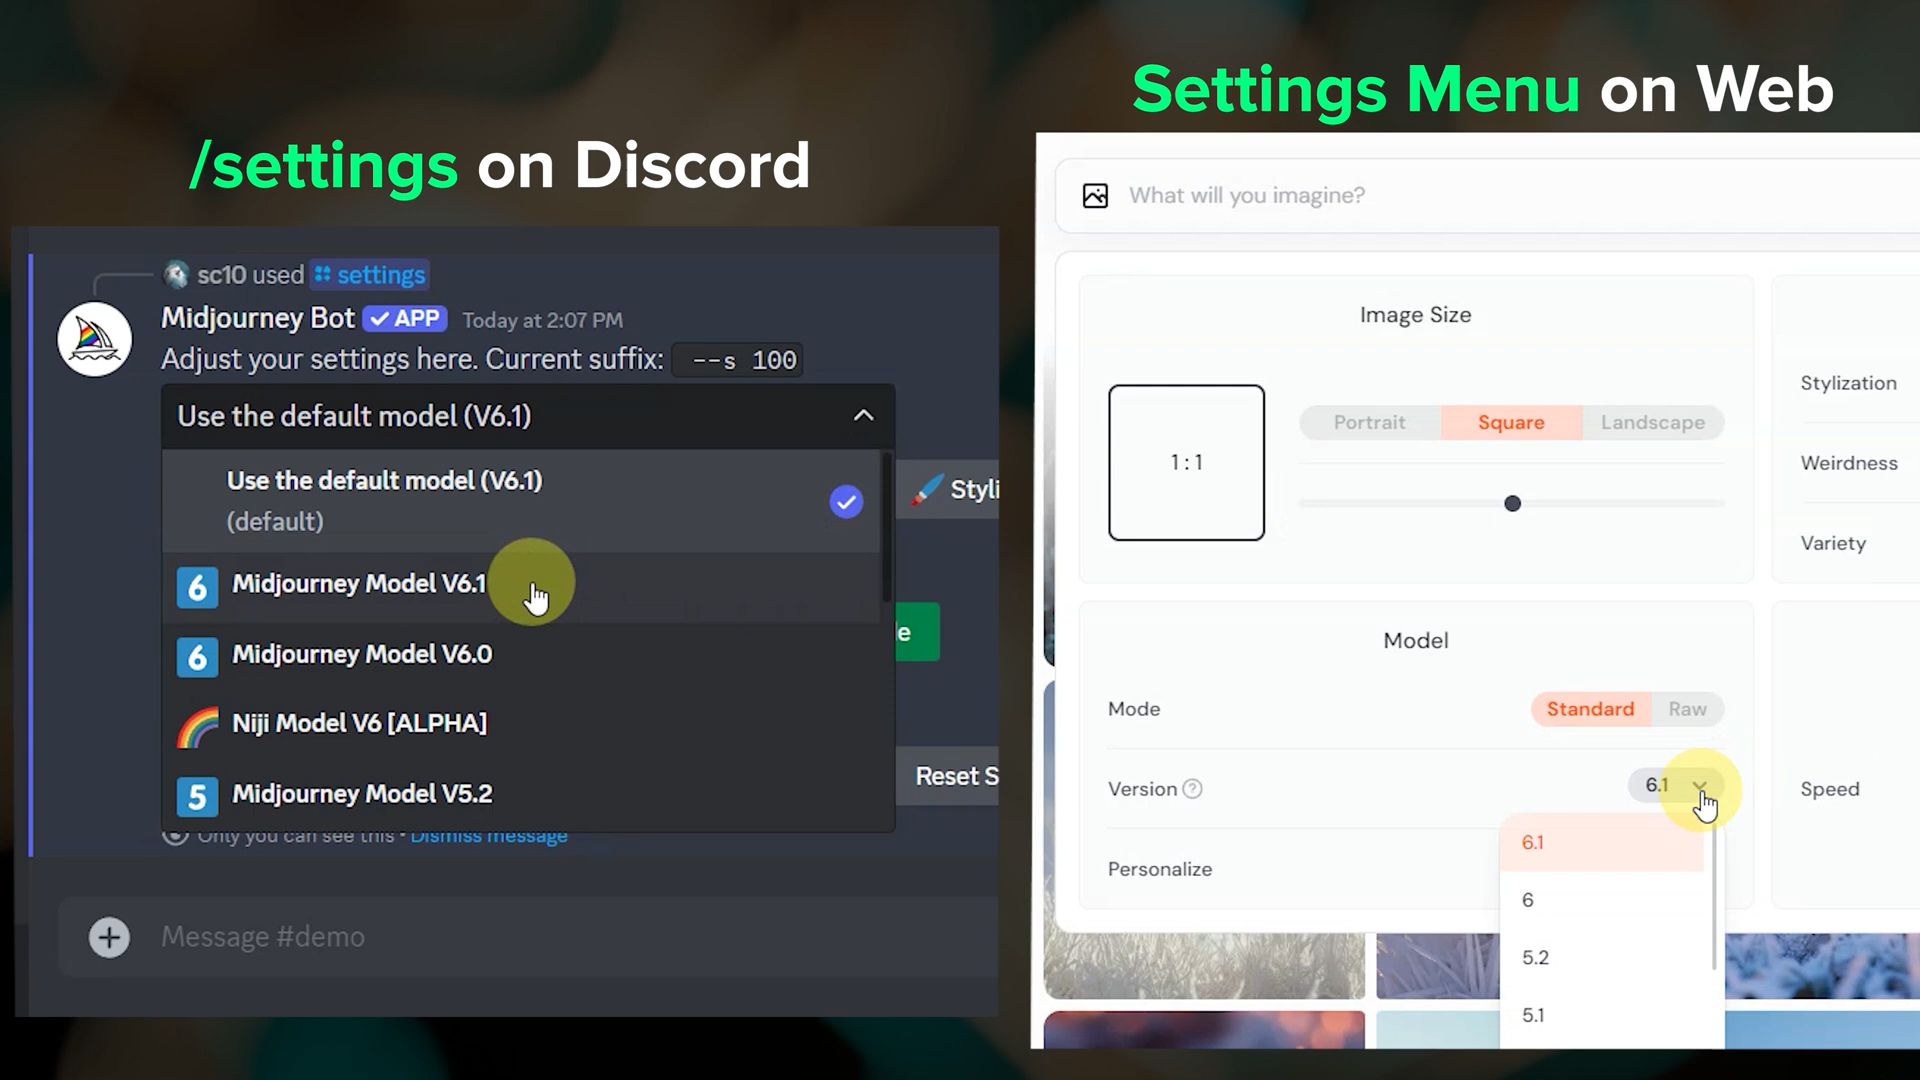 /settings on Discord
sc10 used settings
Midjourney Bot APP Today at 2:07 PM
Adjust your settings here. Current suffix: --s 100
Use the default model (V6.1)
Use the default model (V6.1)
(default)
6 Midjourney Model V6.1
6 Midjourney Model V6.0
Niji Model V6 [ALPHA]
5 Midjourney Model V5.2
Styli
e
Reset S
Only you can see this • Dismiss message
Message #demo
Settings Menu on Web
What will you imagine?
Image Size
1 : 1
Portrait Square Landscape
Model
Mode Standard Raw
Version ? 6.1
Personalize
6.1
6
5.2
5.1
Stylization
Weirdness
Variety
Speed